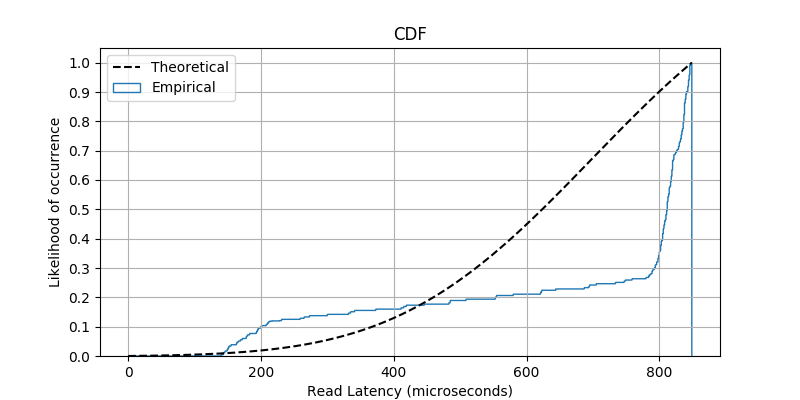 CDF
Theoretical
Empirical
Likelihood of occurrence
1.0
0.9
0.8
0.7
0.6
0.5
0.4
0.3
0.2
0.1
0.0
0 200 400 600 800
Read Latency (microseconds)